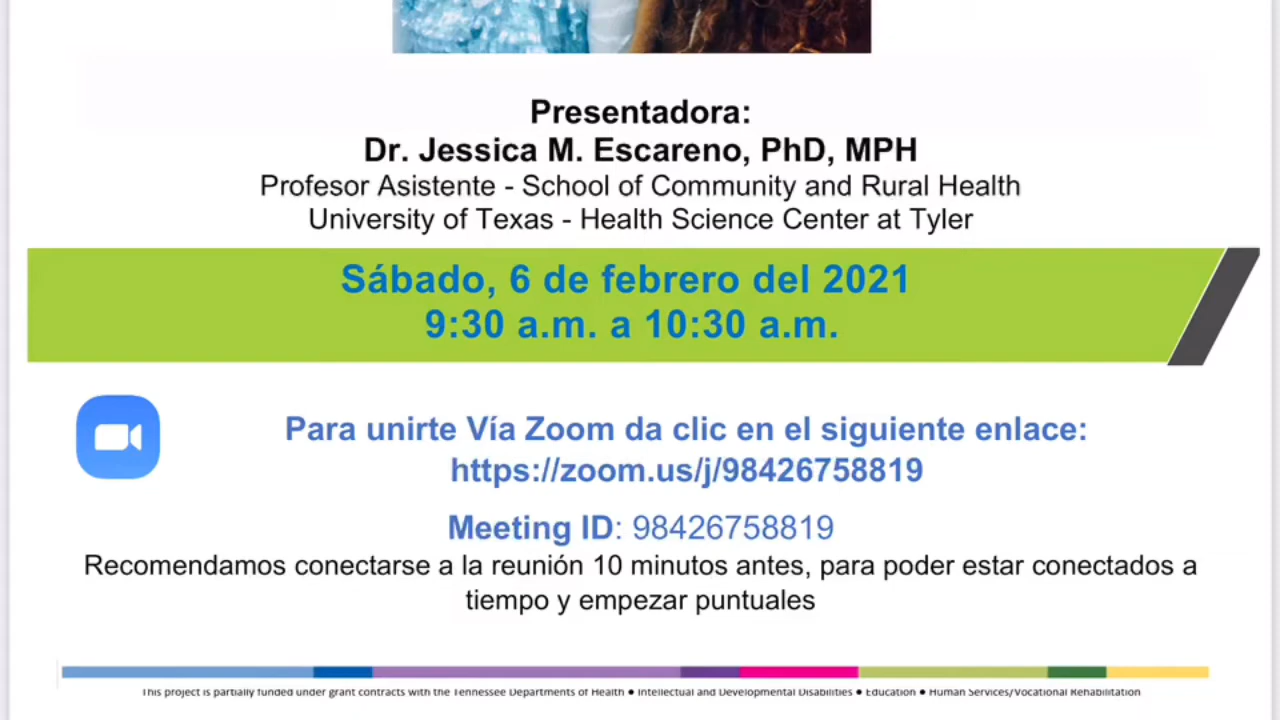 Presentadora:
Dr. Jessica M. Escareno, PhD, MPH
Profesor Asistente - School of Community and Rural Health
University of Texas - Health Science Center at Tyler
Sábado, 6 de febrero del 2021
9:30 a.m. a 10:30 a.m.
Para unirte Vía Zoom da clic en el siguiente enlace:
https://zoom.us/j/98426758819
Meeting ID: 98426758819
Recomendamos conectarse a la reunión 10 minutos antes, para poder estar conectados a
tiempo y empezar puntuales
This project is partially funded under grant contracts with the Tennessee Departments of Health ● Intellectual and Developmental Disabilities ● Education ● Human Services/Vocational Rehabilitation